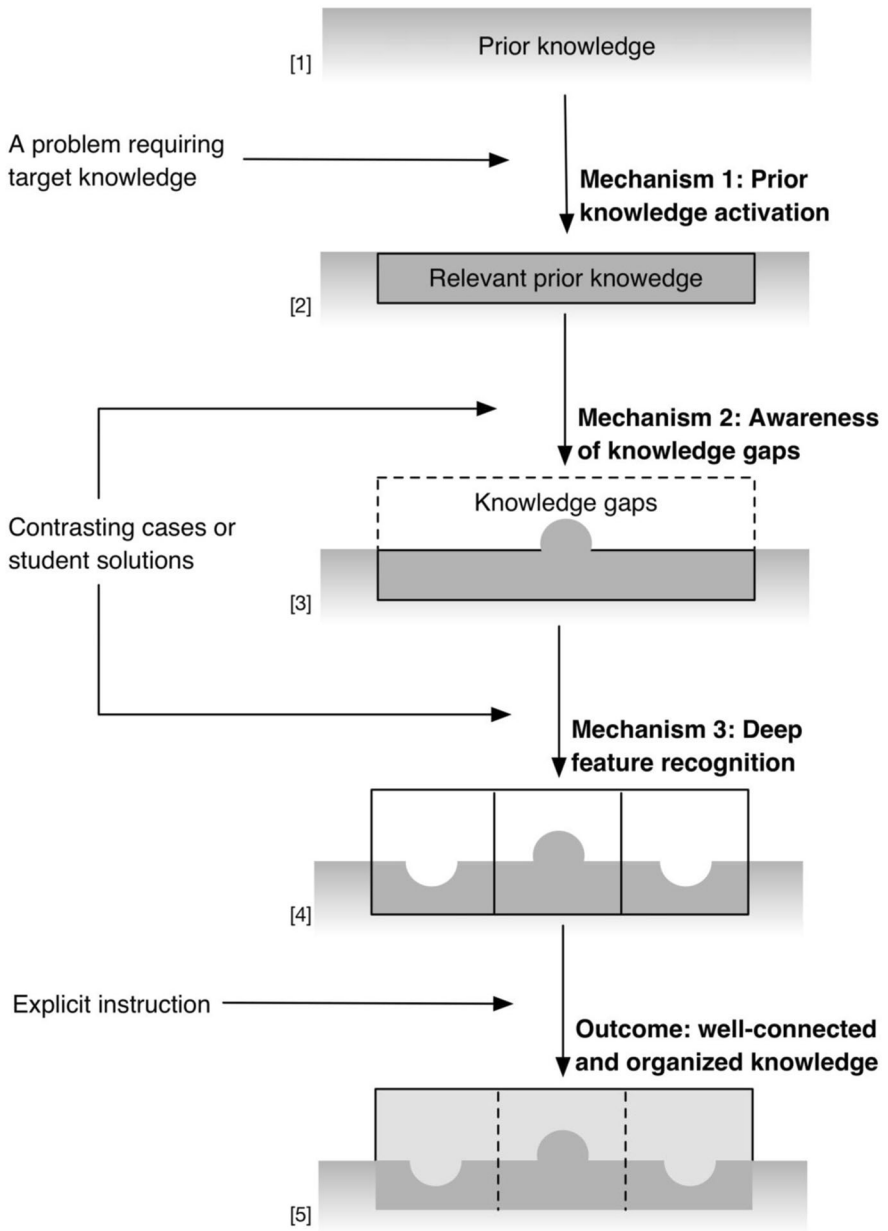 Prior knowledge
[1]
A problem requiring
target knowledge
Mechanism 1: Prior
knowledge activation
Relevant prior knowedge
[2]
Mechanism 2: Awareness
of knowledge gaps
Knowledge gaps
Contrasting cases or
student solutions
[3]
Mechanism 3: Deep
feature recognition
[4]
Explicit instruction
Outcome: well-connected
and organized knowledge
[5]